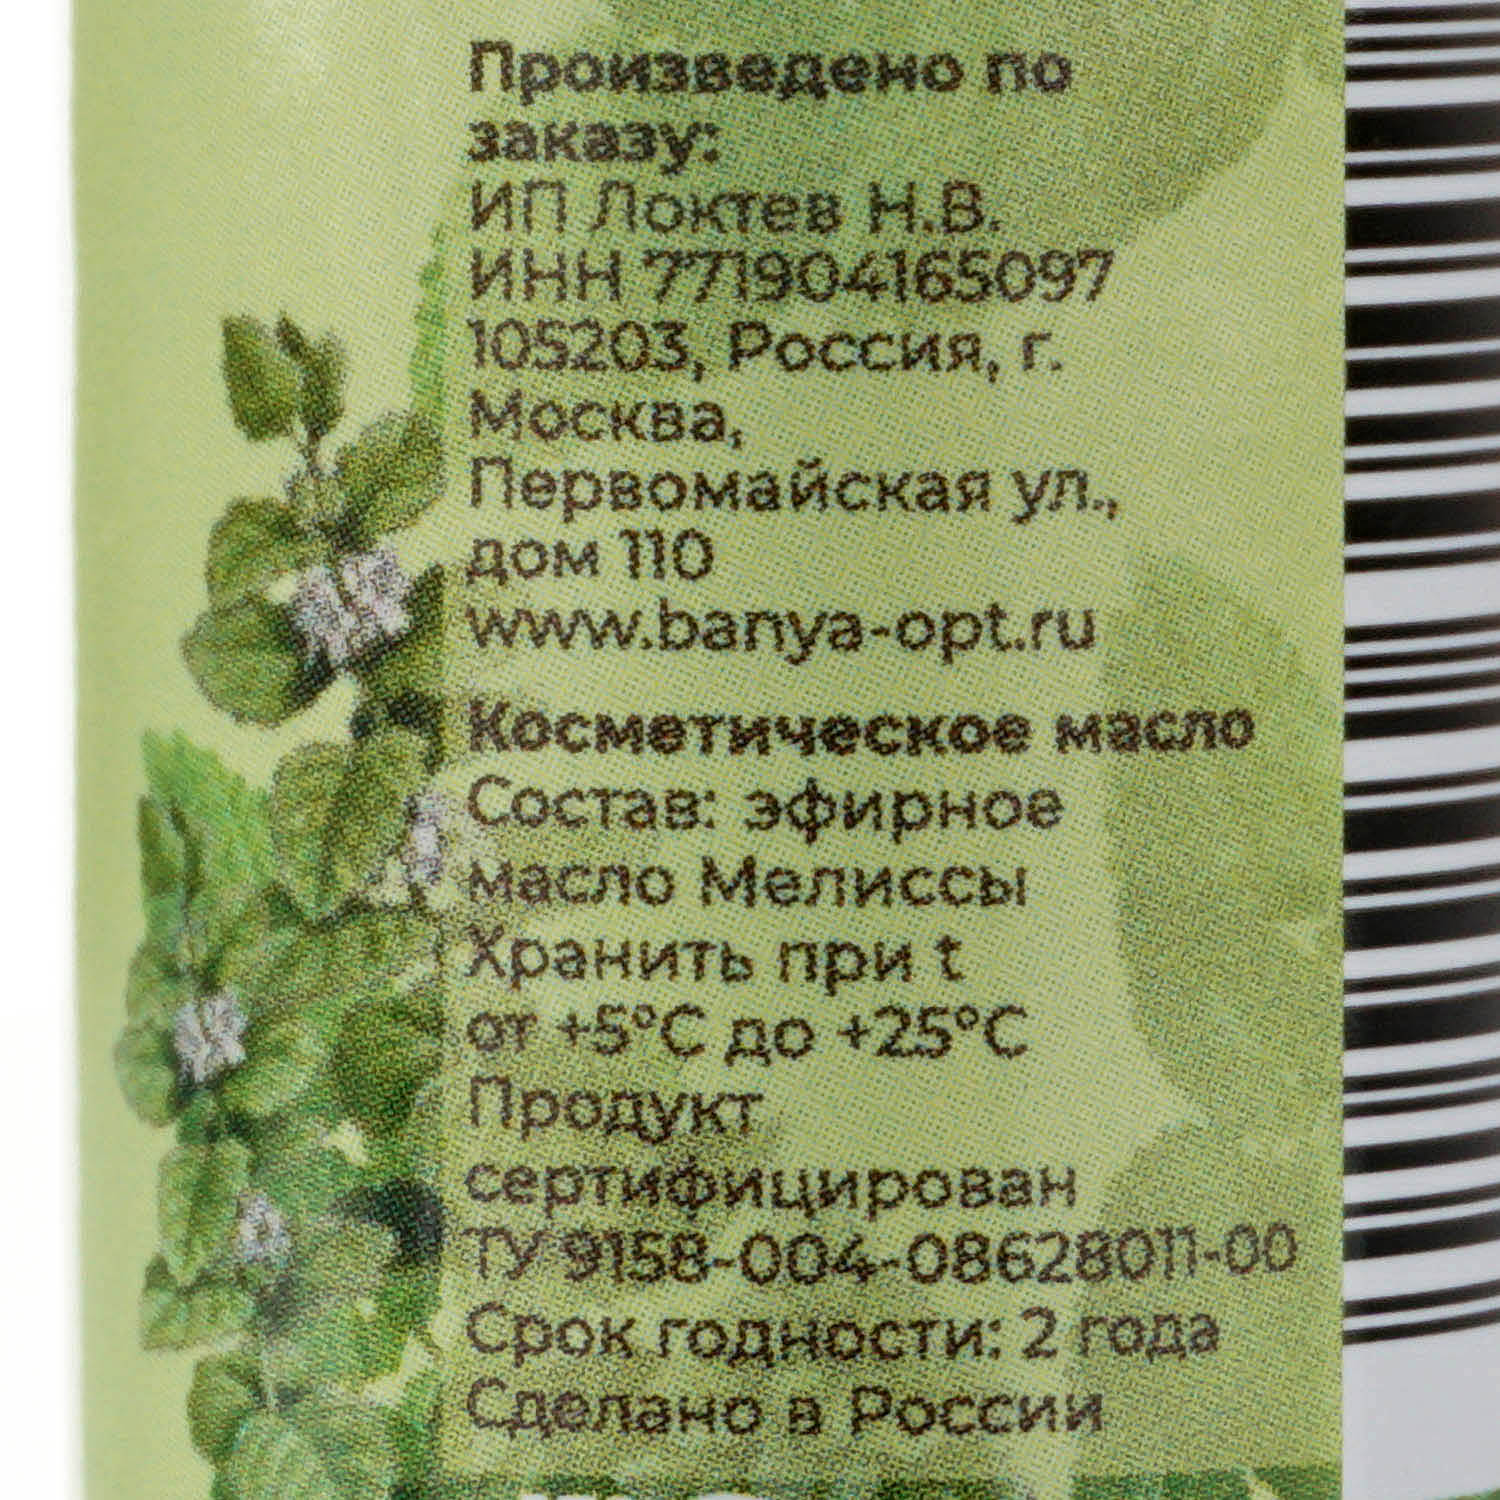 Произведено по
заказу:
ИП Локтев Н.В.
ИНН 771904165097
105203, Россия, г.
Москва,
Первомайская ул.,
дом 110
www.banya-opt.ru
Косметическое масло
Состав: эфирное
масло Мелиссы
Хранить при t
от +5°C до +25°C
Продукт
сертифицирован
ТУ 9158-004-08628011-00
Срок годности: 2 года
Сделано в России